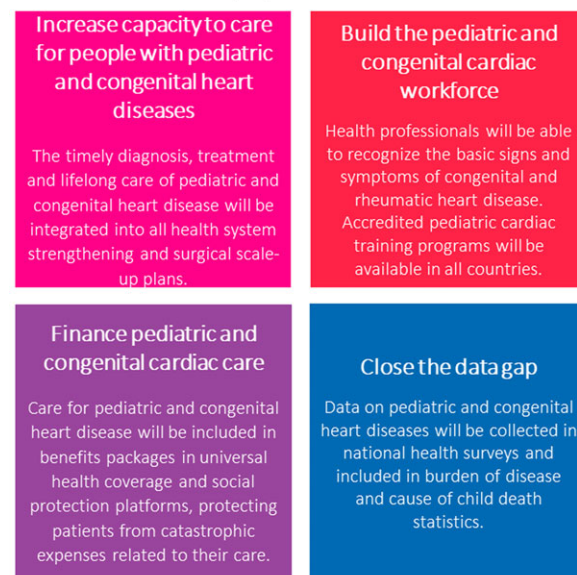 Increase capacity to care
for people with pediatric
and congenital heart
diseases
The timely diagnosis, treatment
and lifelong care of pediatric and
congenital heart disease will be
integrated into all health system
strengthening and surgical scale-
up plans.
Build the pediatric and
congenital cardiac
workforce
Health professionals will be able
to recognize the basic signs and
symptoms of congenital and
rheumatic heart disease.
Accredited pediatric cardiac
training programs will be
available in all countries.
Finance pediatric and
congenital cardiac care
Care for pediatric and congenital
heart disease will be included in
benefits packages in universal
health coverage and social
protection platforms, protecting
patients from catastrophic
expenses related to their care.
Close the data gap
Data on pediatric and congenital
heart diseases will be collected in
national health surveys and
included in burden of disease
and cause of child death
statistics.